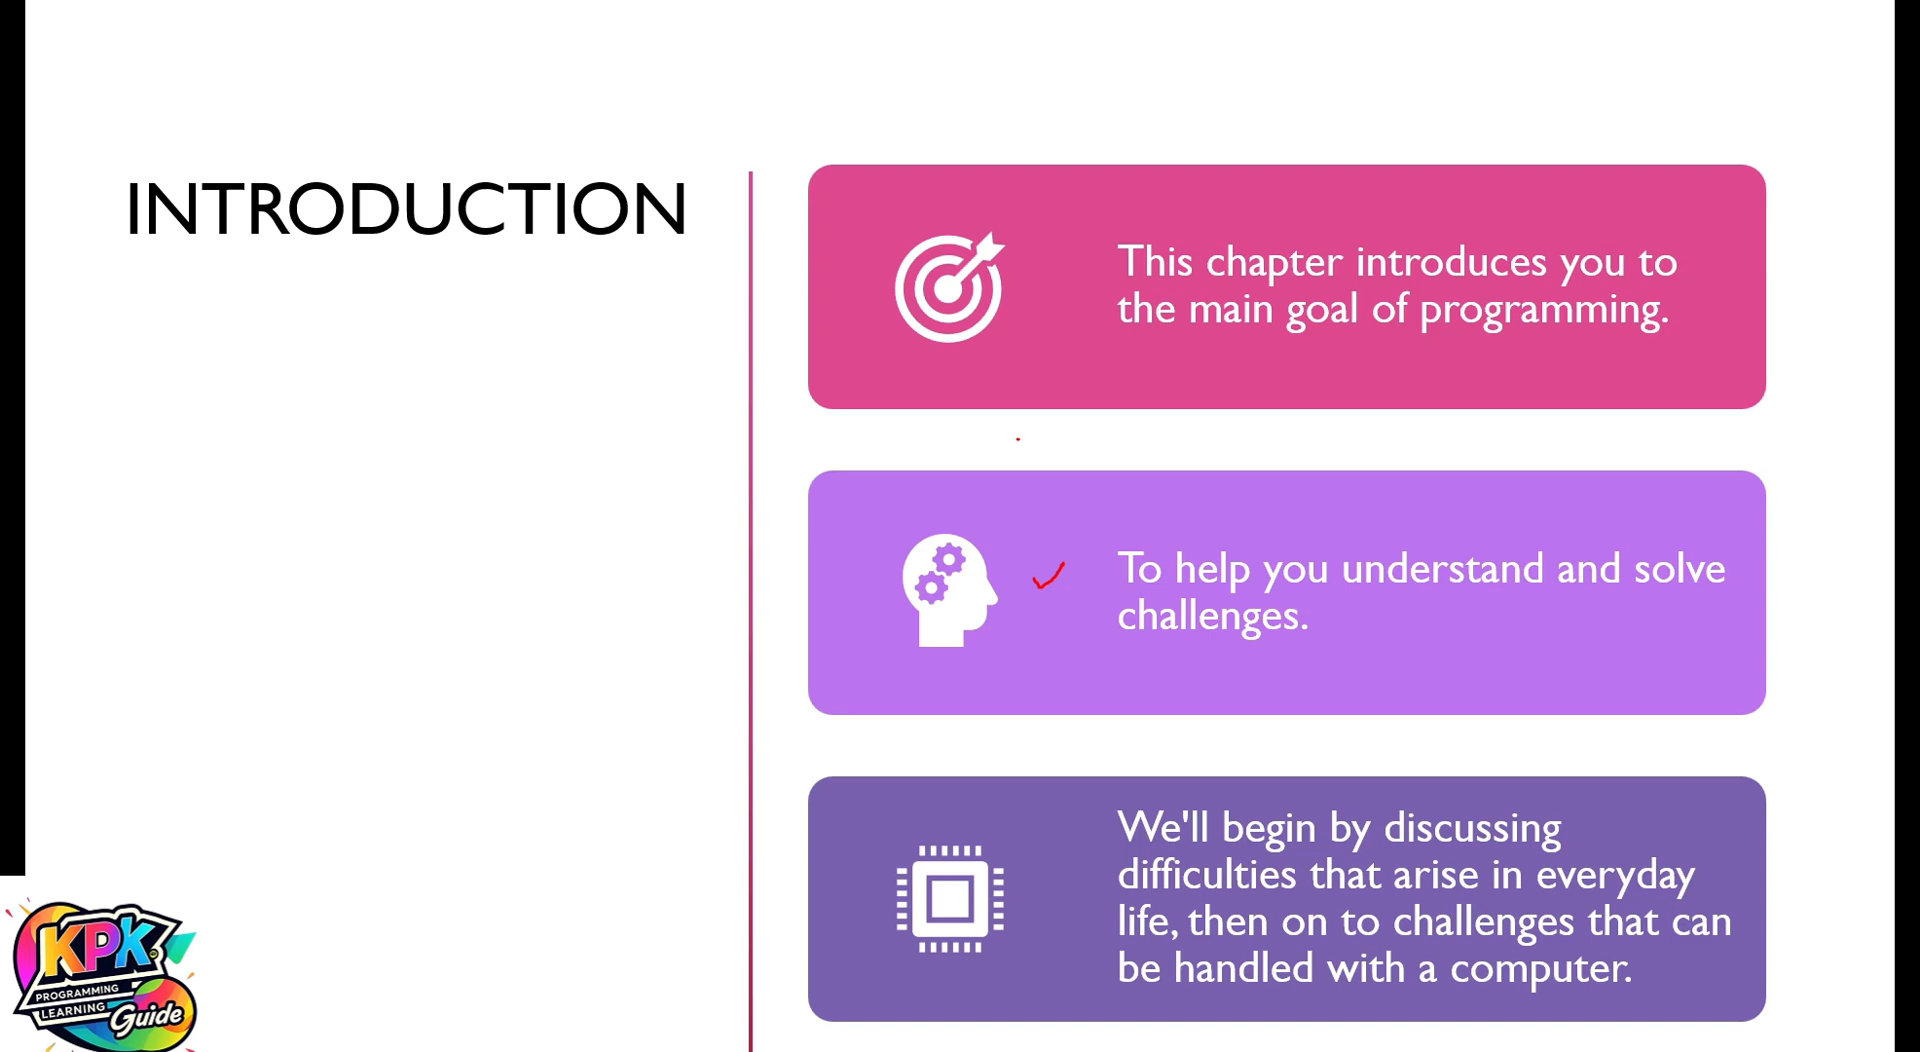 INTRODUCTION
This chapter introduces you to
the main goal of programming.
To help you understand and solve
challenges.
We'll begin by discussing
difficulties that arise in everyday
life, then on to challenges that can
be handled with a computer.
KPK
PROGRAMMING
LEARNING
Guide